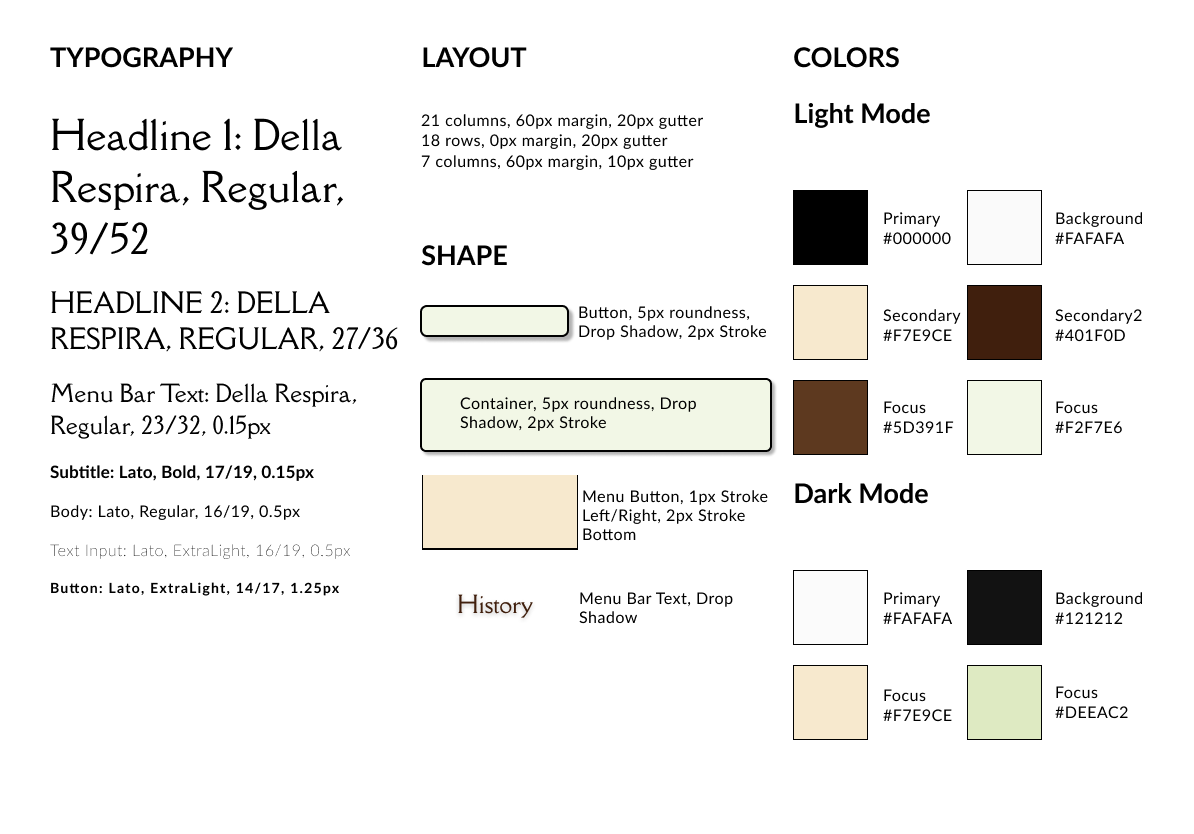 TYPOGRAPHY
Headline 1: Della
Respira, Regular,
39/52
HEADLINE 2: DELLA
RESPIRA, REGULAR, 27/36
Menu Bar Text: Della Respira,
Regular, 23/32, 0.15px
Subtitle: Lato, Bold, 17/19, 0.15px
Body: Lato, Regular, 16/19, 0.5px
Text Input: Lato, ExtraLight, 16/19, 0.5px
Button: Lato, ExtraLight, 14/17, 1.25px
LAYOUT
21 columns, 60px margin, 20px gutter
18 rows, 0px margin, 20px gutter
7 columns, 60px margin, 10px gutter
SHAPE
Button, 5px roundness,
Drop Shadow, 2px Stroke
Container, 5px roundness, Drop
Shadow, 2px Stroke
Menu Button, 1px Stroke
Left/Right, 2px Stroke
Bottom
History
Menu Bar Text, Drop
Shadow
COLORS
Light Mode
Primary
#000000
Background
#FAFAFA
Secondary
#F7E9CE
Secondary2
#401F0D
Focus
#5D391F
Focus
#F2F7E6
Dark Mode
Primary
#FAFAFA
Background
#121212
Focus
#F7E9CE
Focus
#DEEAC2